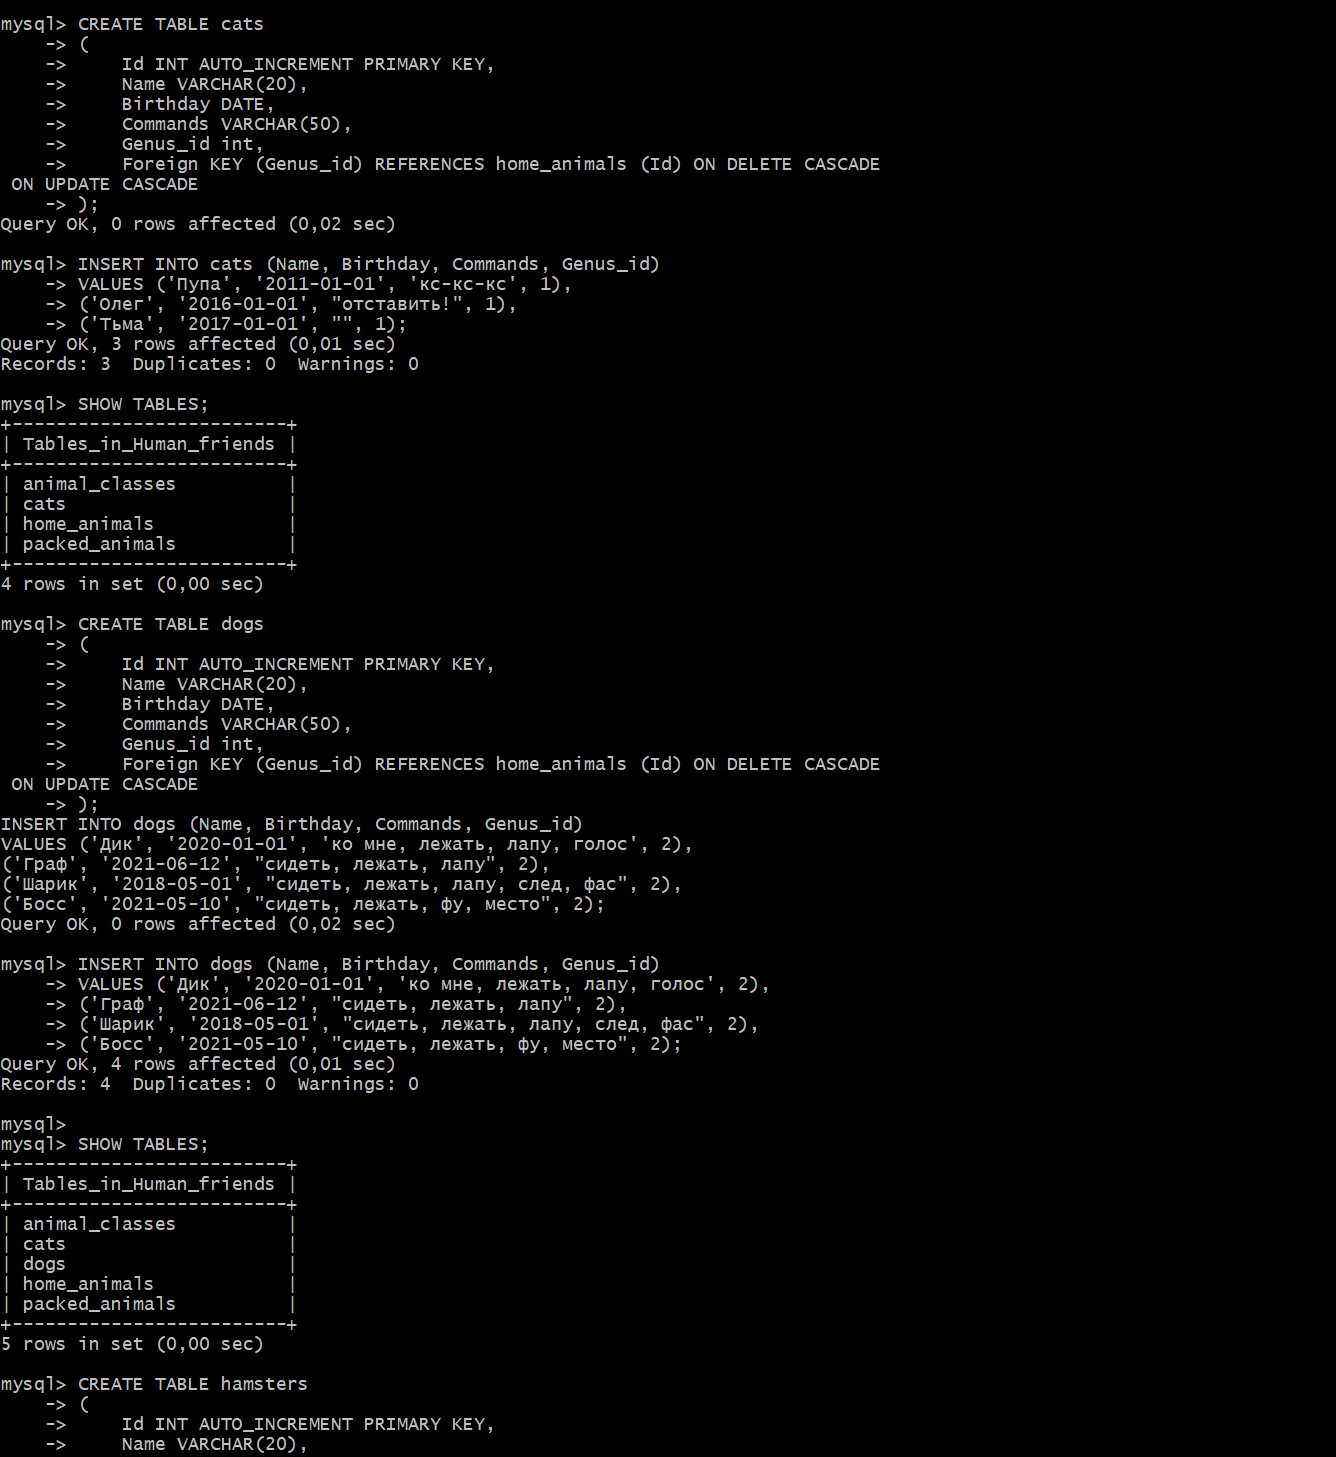 mysql> CREATE TABLE cats
    -> (
    ->     Id INT AUTO_INCREMENT PRIMARY KEY,
    ->     Name VARCHAR(20),
    ->     Birthday DATE,
    ->     Commands VARCHAR(50),
    ->     Genus_id int,
    ->     Foreign KEY (Genus_id) REFERENCES home_animals (Id) ON DELETE CASCADE
 ON UPDATE CASCADE
    -> );
Query OK, 0 rows affected (0,02 sec)

mysql> INSERT INTO cats (Name, Birthday, Commands, Genus_id)
    -> VALUES ('Пупа', '2011-01-01', 'кс-кс-кс', 1),
    -> ('Олег', '2016-01-01', "отставить!", 1),
    -> ('Тьма', '2017-01-01', "", 1);
Query OK, 3 rows affected (0,01 sec)
Records: 3  Duplicates: 0  Warnings: 0

mysql> SHOW TABLES;
+-------------------------+
| Tables_in_Human_friends |
+-------------------------+
| animal_classes          |
| cats                    |
| home_animals            |
| packed_animals          |
+-------------------------+
4 rows in set (0,00 sec)

mysql> CREATE TABLE dogs
    -> (
    ->     Id INT AUTO_INCREMENT PRIMARY KEY,
    ->     Name VARCHAR(20),
    ->     Birthday DATE,
    ->     Commands VARCHAR(50),
    ->     Genus_id int,
    ->     Foreign KEY (Genus_id) REFERENCES home_animals (Id) ON DELETE CASCADE
 ON UPDATE CASCADE
    -> );
INSERT INTO dogs (Name, Birthday, Commands, Genus_id)
VALUES ('Дик', '2020-01-01', 'ко мне, лежать, лапу, голос', 2),
('Граф', '2021-06-12', "сидеть, лежать, лапу", 2),
('Шарик', '2018-05-01', "сидеть, лежать, лапу, след, фас", 2),
('Босс', '2021-05-10', "сидеть, лежать, фу, место", 2);
Query OK, 0 rows affected (0,02 sec)

mysql> INSERT INTO dogs (Name, Birthday, Commands, Genus_id)
    -> VALUES ('Дик', '2020-01-01', 'ко мне, лежать, лапу, голос', 2),
    -> ('Граф', '2021-06-12', "сидеть, лежать, лапу", 2),
    -> ('Шарик', '2018-05-01', "сидеть, лежать, лапу, след, фас", 2),
    -> ('Босс', '2021-05-10', "сидеть, лежать, фу, место", 2);
Query OK, 4 rows affected (0,01 sec)
Records: 4  Duplicates: 0  Warnings: 0

mysql>
mysql> SHOW TABLES;
+-------------------------+
| Tables_in_Human_friends |
+-------------------------+
| animal_classes          |
| cats                    |
| dogs                    |
| home_animals            |
| packed_animals          |
+-------------------------+
5 rows in set (0,00 sec)

mysql> CREATE TABLE hamsters
    -> (
    ->     Id INT AUTO_INCREMENT PRIMARY KEY,
    ->     Name VARCHAR(20),